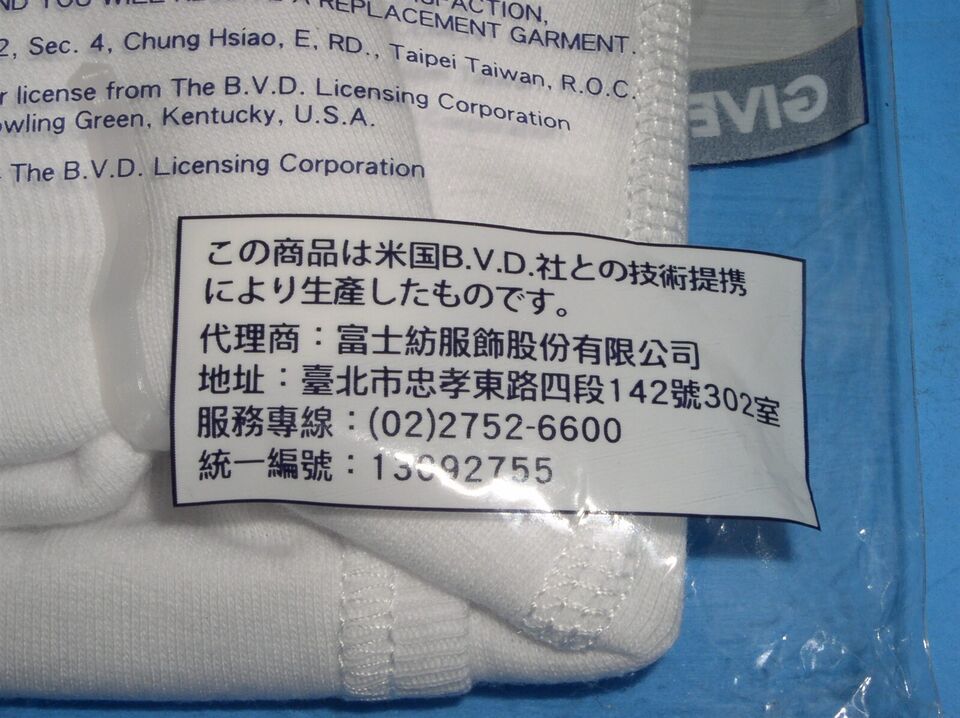 YOU WILL A REPLACEMENT GARMENT.
2, Sec. 4, Chung Hsiao, E, RD., Taipei Taiwan, R.O.C.
r license from The B.V.D. Licensing Corporation
owling Green, Kentucky, U.S.A.
The B.V.D. Licensing Corporation
GIVE
この商品は米国B.V.D.社との技術提携
により生產したものです。
代理商：富士紡服飾股份有限公司
地址：臺北市忠孝東路四段142號302室
服務專線：(02)2752-6600
統一編號：13092755